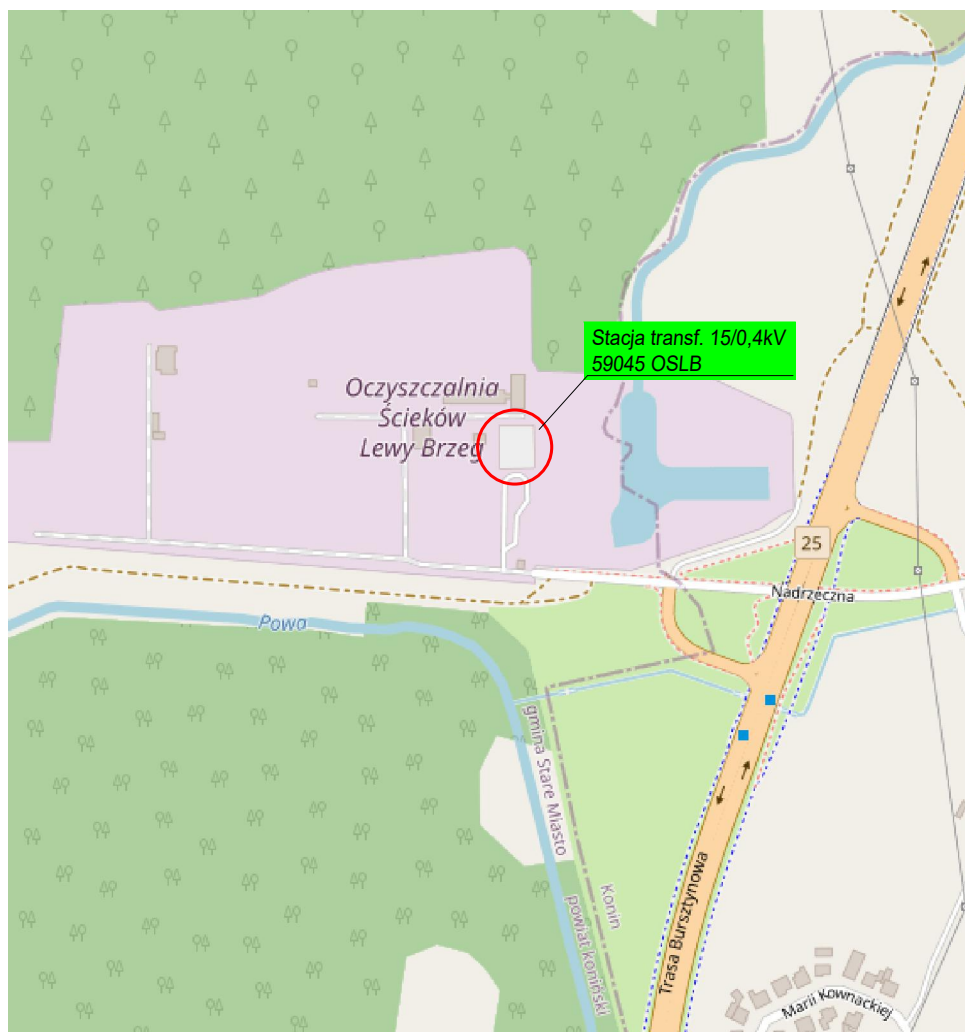 Stacja transf. 15/0,4kV
59045 OSLB
Oczyszczalnia
Ścieków
Lewy Brzeg
25
Nadrzeczna
Powa
gmina Stare Miasto
Konin
powiat koniński
Trasa Bursztynowa
Marii Kownackiej